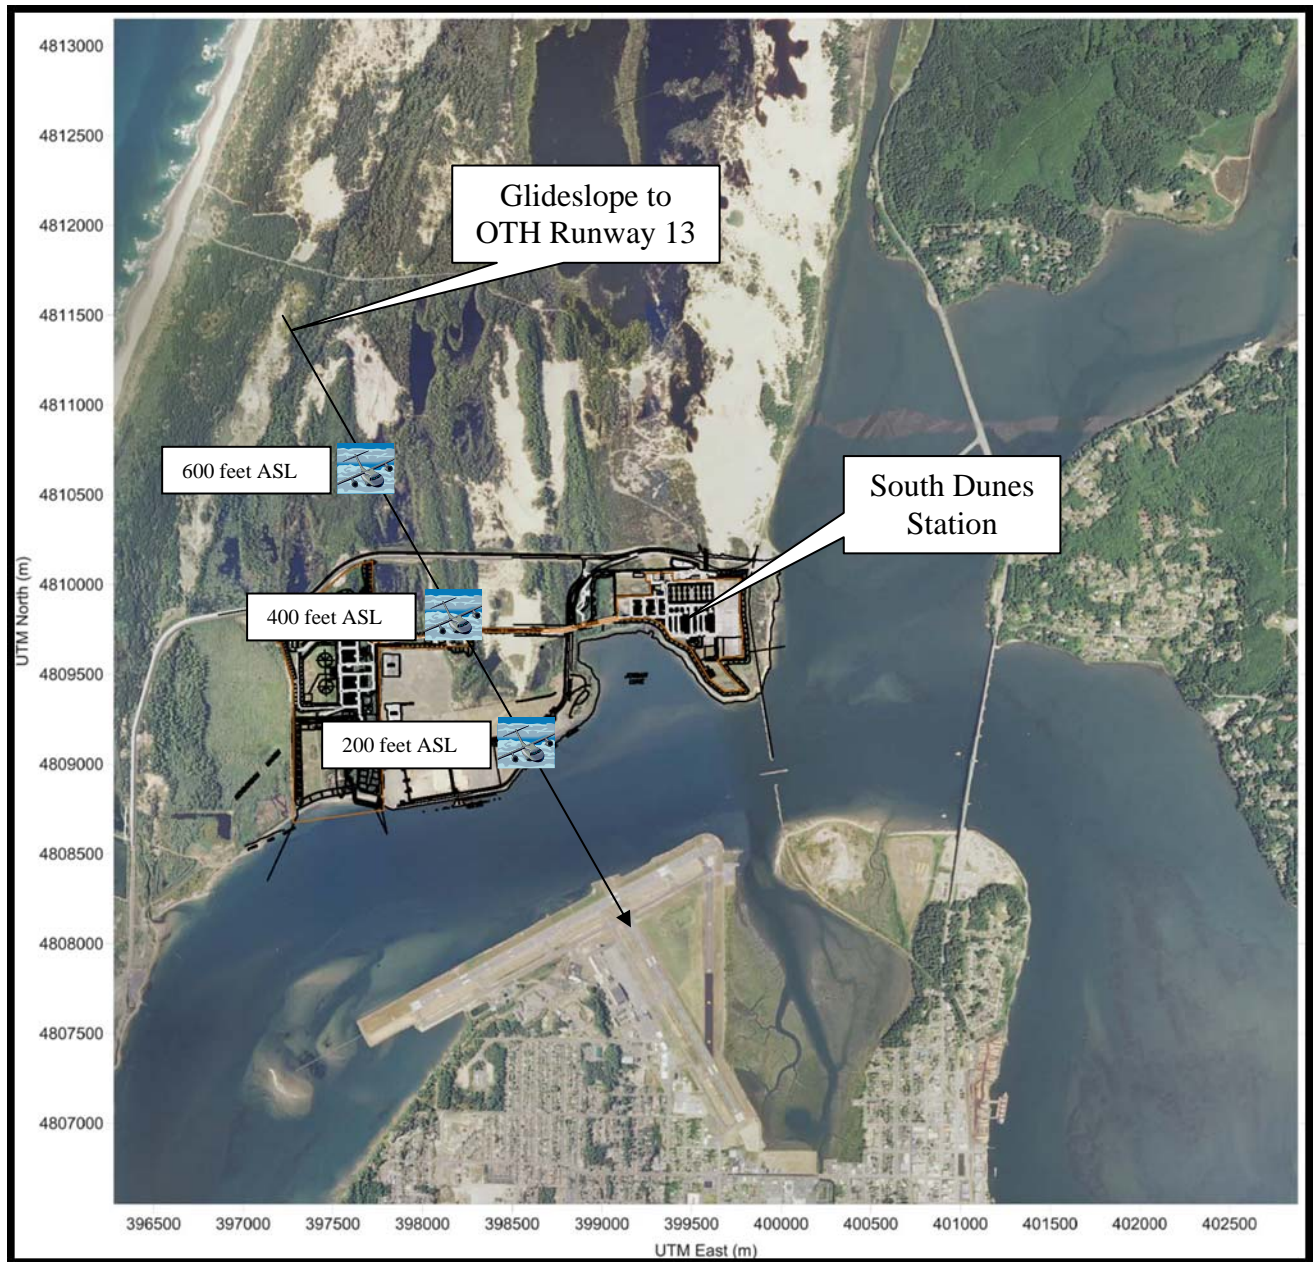 4813000
4812500
4812000
4811500
4811000
4810500
4810000
4809500
4809000
4808500
4808000
4807500
4807000
UTM North (m)
Glideslope to
OTH Runway 13
600 feet ASL
South Dunes
Station
400 feet ASL
200 feet ASL
396500 397000 397500 398000 398500 399000 399500 400000 400500 401000 401500 402000 402500
UTM East (m)